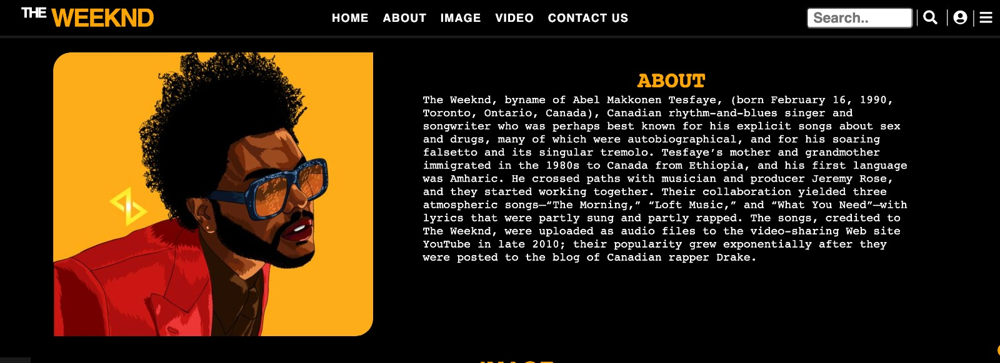 THE WEEKND
HOME ABOUT IMAGE VIDEO CONTACT US
Search..
ABOUT
The Weeknd, byname of Abel Makkonen Tesfaye, (born February 16, 1990,
Toronto, Ontario, Canada), Canadian rhythm-and-blues singer and
songwriter who was perhaps best known for his explicit songs about sex
and drugs, many of which were autobiographical, and for his soaring
falsetto and its singular tremolo. Tesfaye’s mother and grandmother
immigrated in the 1980s to Canada from Ethiopia, and his first language
was Amharic. He crossed paths with musician and producer Jeremy Rose,
and they started working together. Their collaboration yielded three
atmospheric songs—“The Morning,” “Loft Music,” and “What You Need”—with
lyrics that were partly sung and partly rapped. The songs, credited to
The Weeknd, were uploaded as audio files to the video-sharing Web site
YouTube in late 2010; their popularity grew exponentially after they
were posted to the blog of Canadian rapper Drake.